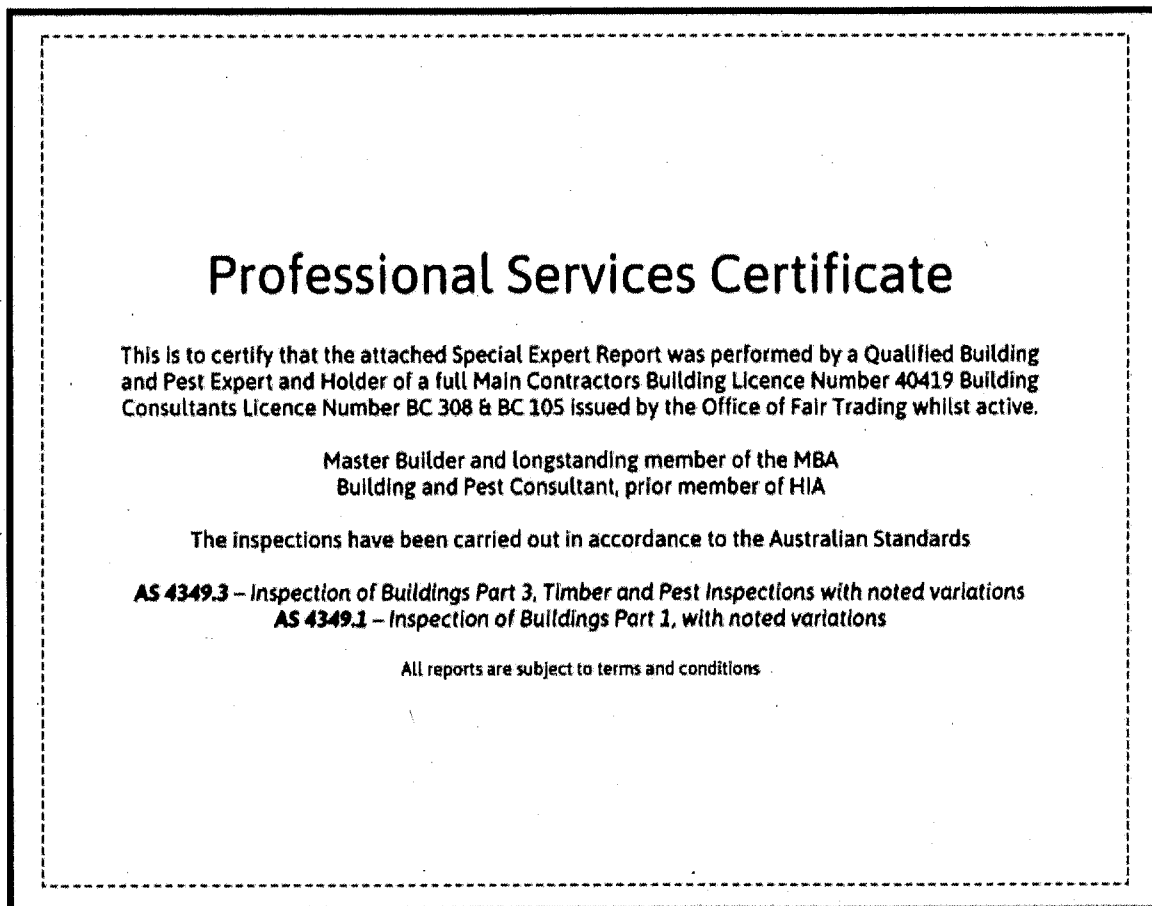 Professional Services Certificate
This is to certify that the attached Special Expert Report was performed by a Qualified Building
and Pest Expert and Holder of a full Main Contractors Building Licence Number 40419 Building
Consultants Licence Number BC 308 & BC 105 issued by the Office of Fair Trading whilst active.
Master Builder and longstanding member of the MBA
Building and Pest Consultant, prior member of HIA
The inspections have been carried out in accordance to the Australian Standards
AS 4349.3 – Inspection of Buildings Part 3, Timber and Pest Inspections with noted variations
AS 4349.1 – Inspection of Buildings Part 1, with noted variations
All reports are subject to terms and conditions